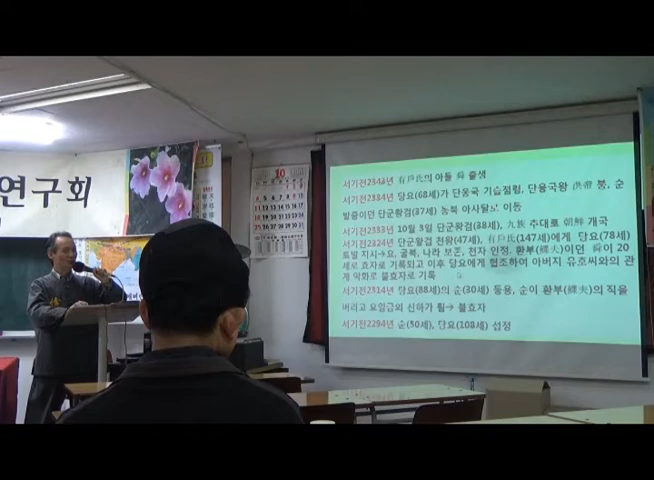 연구회
10
서기전2343년 有戶氏의 아들 舜 출생
서기전2334년 당요(68세)가 단웅국 기습점령, 단웅국왕 洪帝 붕, 순
방중이던 단군황검(37세) 동북 아사달로 이동
서기전2333년 10월 3일 단군황검(38세), 九族 추대로 朝鮮 개국
서기전2324년 단군황검 천왕(47세), 有戶氏(147세)에게 당요(78세)
토벌 지시→요, 굴복, 나라 보존, 천자 인정. 환부(鰥夫)이던 舜이 20
세로 효자로 기록되고 이후 당요에게 협조하여 아버지 유호씨와의 관
계 악화로 불효자로 기록
서기전2314년 당요(88세)의 순(30세) 등용, 순이 환부(鰥夫)의 직을
버리고 요임금의 신하가 됨→ 불효자
서기전2294년 순(50세), 당요(108세) 섭정